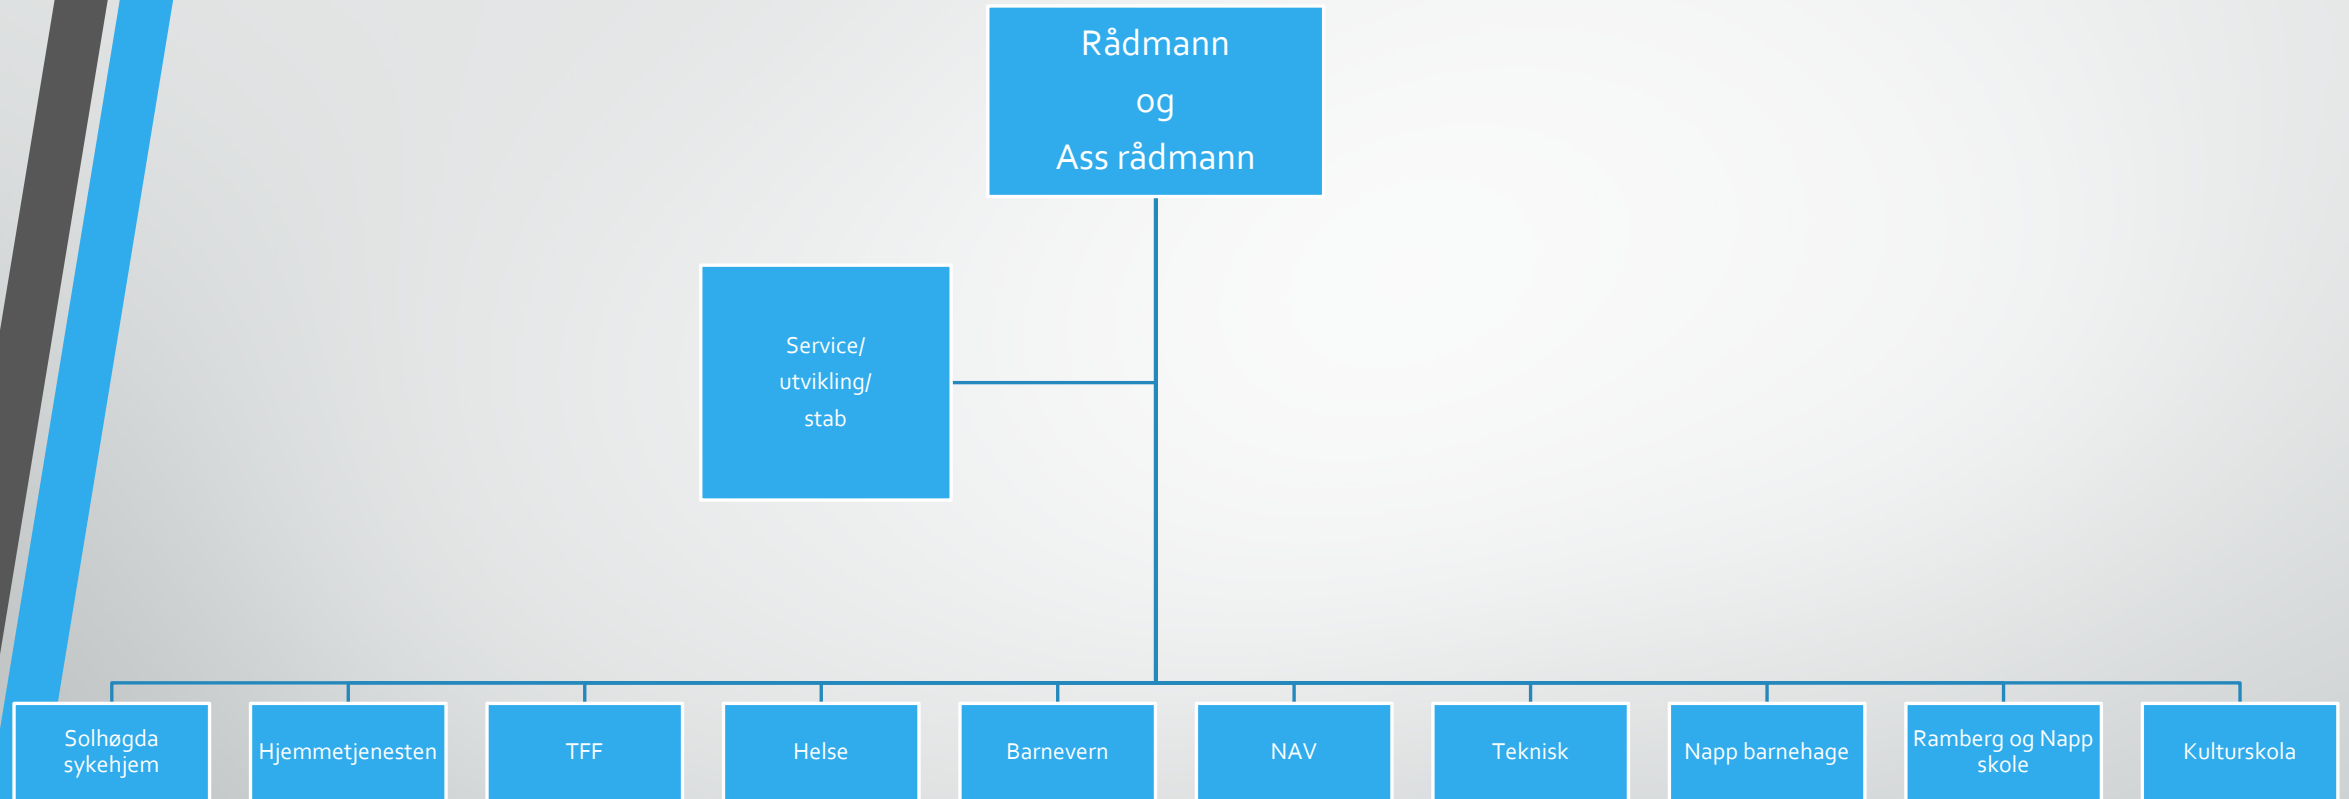 Rådmann
og
Ass rådmann
Service/
utvikling/
stab
Solhøgda
sykehjem
Hjemmetjenesten
TFF
Helse
Barnevern
NAV
Teknisk
Napp barnehage
Ramberg og Napp
skole
Kulturskola